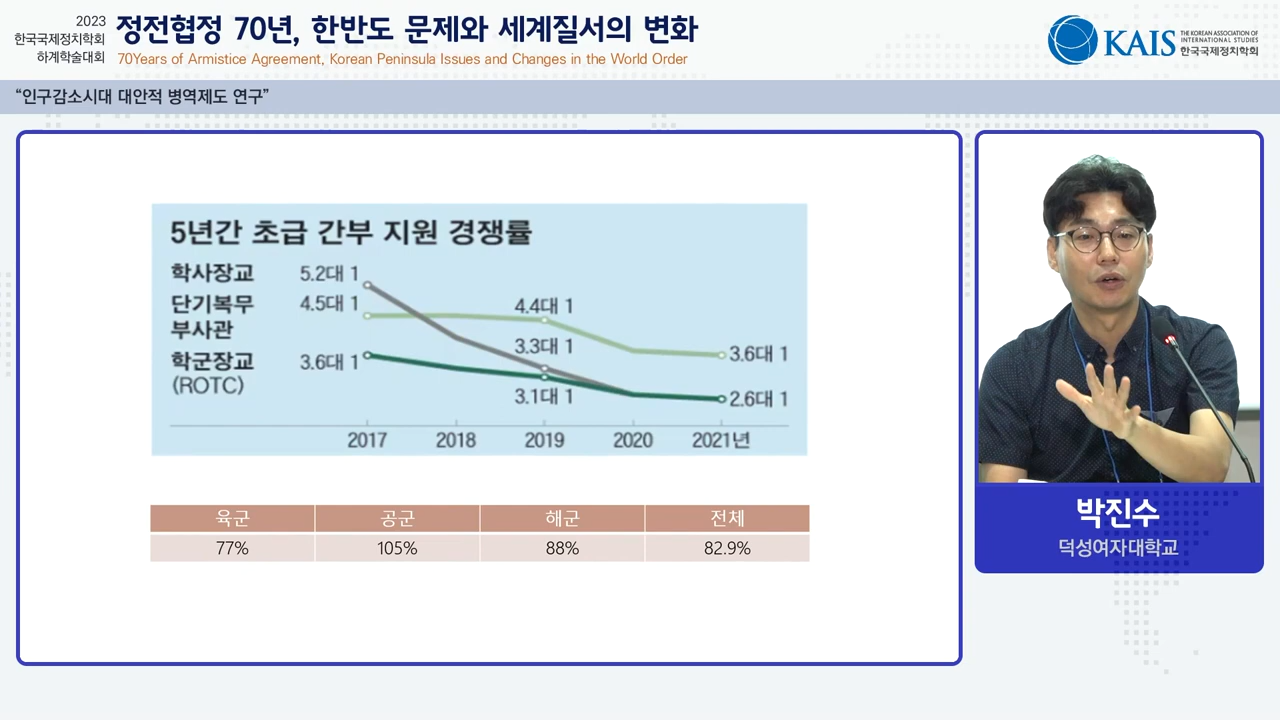 2023
한국국제정치학회
하계학술대회
정전협정 70년, 한반도 문제와 세계질서의 변화
70Years of Armistice Agreement, Korean Peninsula Issues and Changes in the World Order
KAIS
THE KOREAN ASSOCIATION OF
INTERNATIONAL STUDIES
한국국제정치학회
“인구감소시대 대안적 병역제도 연구”
5년간 초급 간부 지원 경쟁률
학사장교 5.2대 1
단기복무 4.5대 1 4.4대 1
부사관
3.3대 1
3.6대 1
학군장교 3.6대 1
(ROTC)
3.1대 1 2.6대 1
2017 2018 2019 2020 2021년
육군 공군 해군 전체
77% 105% 88% 82.9%
박진수
덕성여자대학교